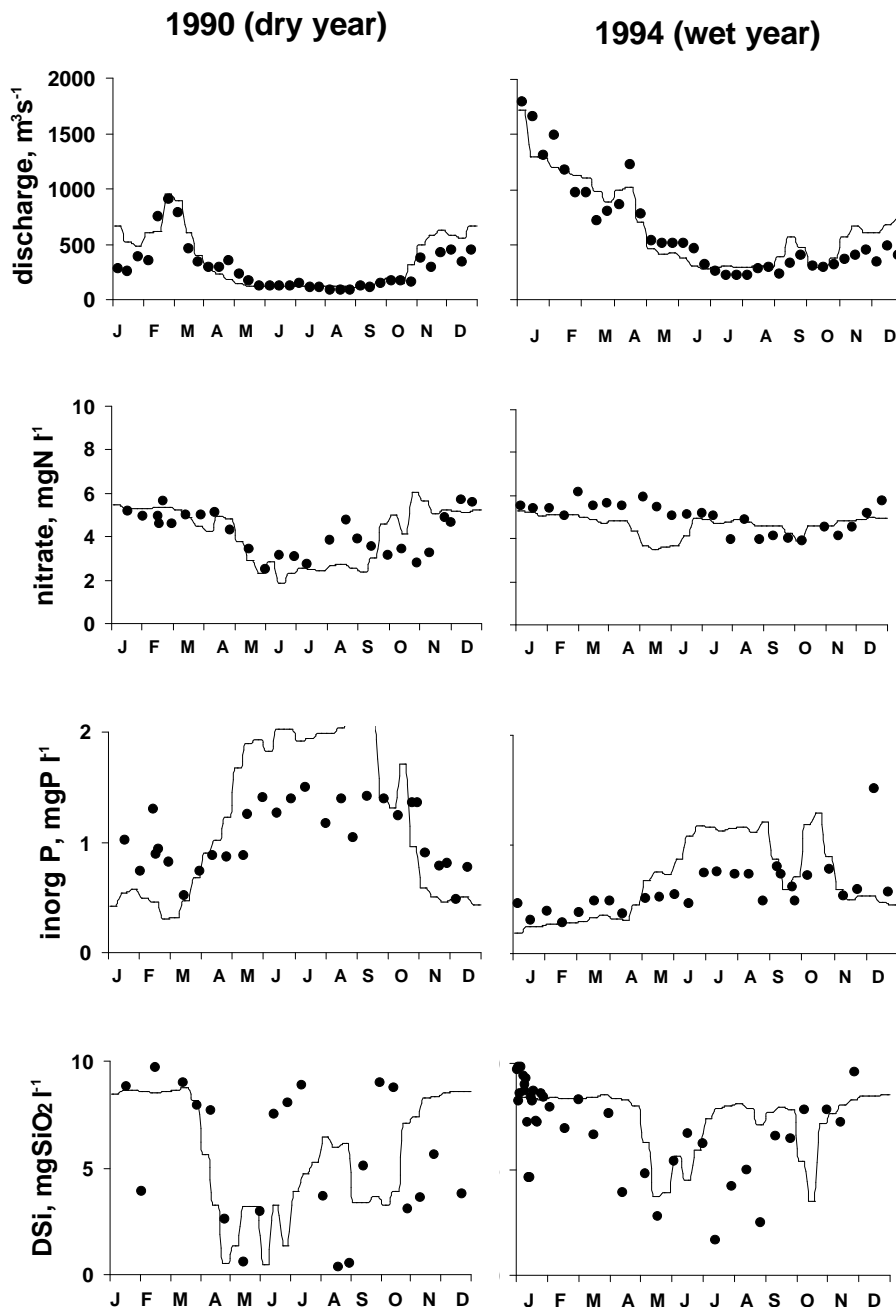 1990 (dry year)
1994 (wet year)
discharge, m³s⁻¹
2000
1500
1000
500
0
J F M A M J J A S O N D
J F M A M J J A S O N D
nitrate, mgN l⁻¹
10
8
6
4
2
0
J F M A M J J A S O N D
J F M A M J J A S O N D
inorg P, mgP l⁻¹
2
1
0
J F M A M J J A S O N D
J F M A M J J A S O N D
DSi, mgSiO₂ l⁻¹
10
5
0
J F M A M J J A S O N D
J F M A M J J A S O N D